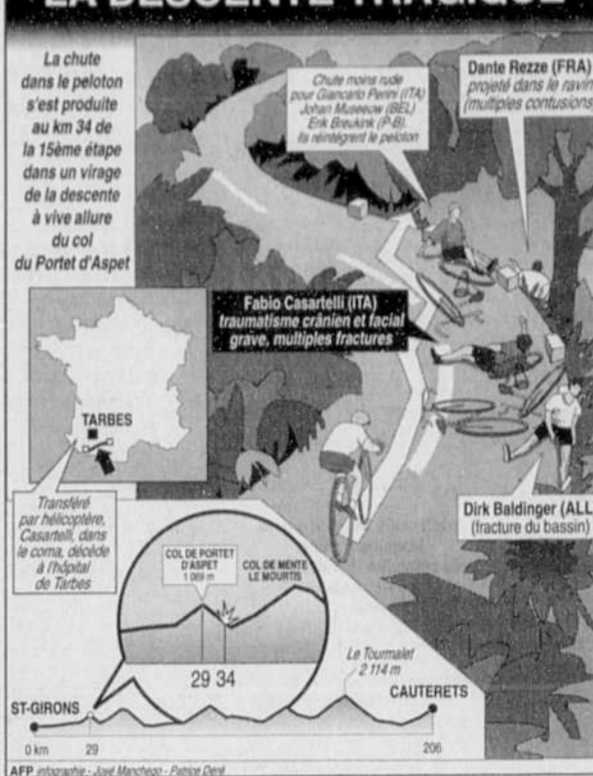 LA DESCENTE TRAGIQUE
La chute
dans le peloton
s'est produite
au km 34 de
la 15ème étape
dans un virage
de la descente
à vive allure
du col
du Portet d'Aspet
Chute moins rude
pour Giancarlo Perini (ITA)
Johan Museeuw (BEL)
Erik Breukink (P-B).
Ils réintègrent le peloton
Dante Rezze (FRA)
projeté dans le ravin
(multiples contusions)
Fabio Casartelli (ITA)
traumatisme crânien et facial
grave, multiples fractures
TARBES
Transféré
par hélicoptère,
Casartelli, dans
le coma, décède
à l'hôpital
de Tarbes
Dirk Baldinger (ALL
(fracture du bassin)
COL DE PORTET
D'ASPET
1 069 m
COL DE MENTE
LE MOURTIS
29 34
Le Tourmalet
2 114 m
ST-GIRONS
CAUTERETS
0 km
29
206
AFP infographie - José Manchego - Patrice Deré